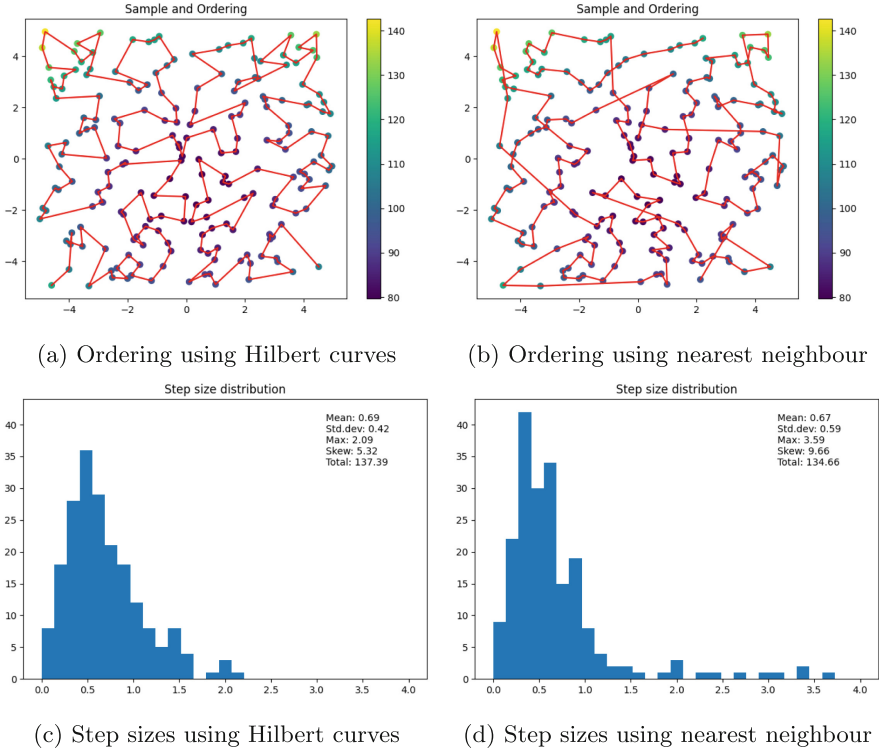 Sample and Ordering
4
2
0
−2
−4
−4 −2 0 2 4
140
130
120
110
100
90
80
(a) Ordering using Hilbert curves
Sample and Ordering
4
2
0
−2
−4
−4 −2 0 2 4
140
130
120
110
100
90
80
(b) Ordering using nearest neighbour
Step size distribution
Mean: 0.69
Std.dev: 0.42
Max: 2.09
Skew: 5.32
Total: 137.39
40
35
30
25
20
15
10
5
0
0.0 0.5 1.0 1.5 2.0 2.5 3.0 3.5 4.0
(c) Step sizes using Hilbert curves
Step size distribution
Mean: 0.67
Std.dev: 0.59
Max: 3.59
Skew: 9.66
Total: 134.66
40
35
30
25
20
15
10
5
0
0.0 0.5 1.0 1.5 2.0 2.5 3.0 3.5 4.0
(d) Step sizes using nearest neighbour